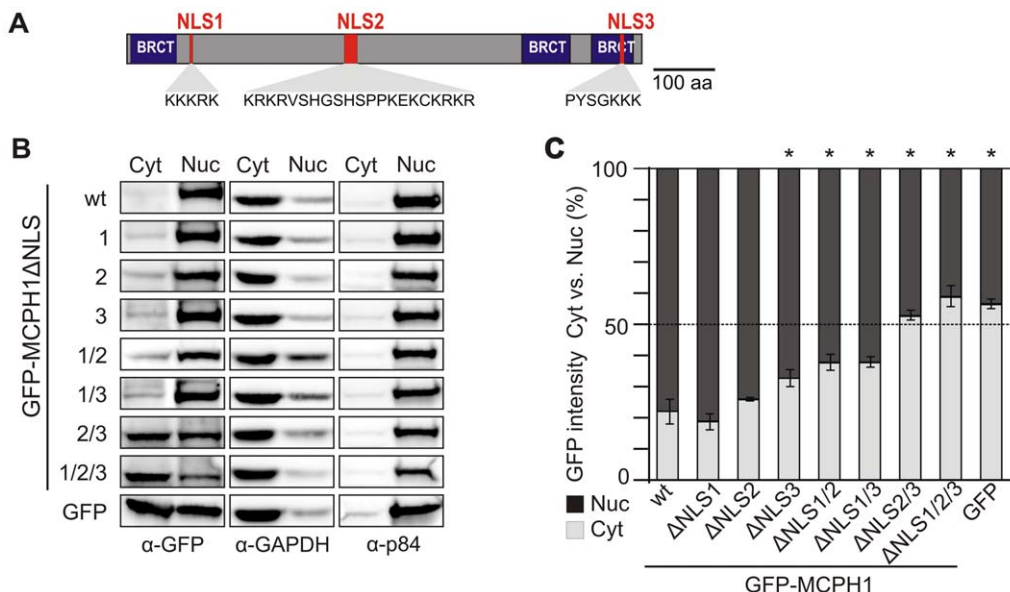 A
NLS1 NLS2 NLS3
BRCT BRCT BRCT
100 aa
KKKRK KRKRVSHGSHSPPKEKCKRKR PYSGKKK
B
Cyt Nuc Cyt Nuc Cyt Nuc
GFP-MCPH1ΔNLS
wt
1
2
3
1/2
1/3
2/3
1/2/3
GFP
α-GFP α-GAPDH α-p84
C
* * * * * *
GFP intensity Cyt vs. Nuc (%)
100
50
0
Nuc
Cyt
wt ΔNLS1 ΔNLS2 ΔNLS3 ΔNLS1/2 ΔNLS1/3 ΔNLS2/3 ΔNLS1/2/3 GFP
GFP-MCPH1